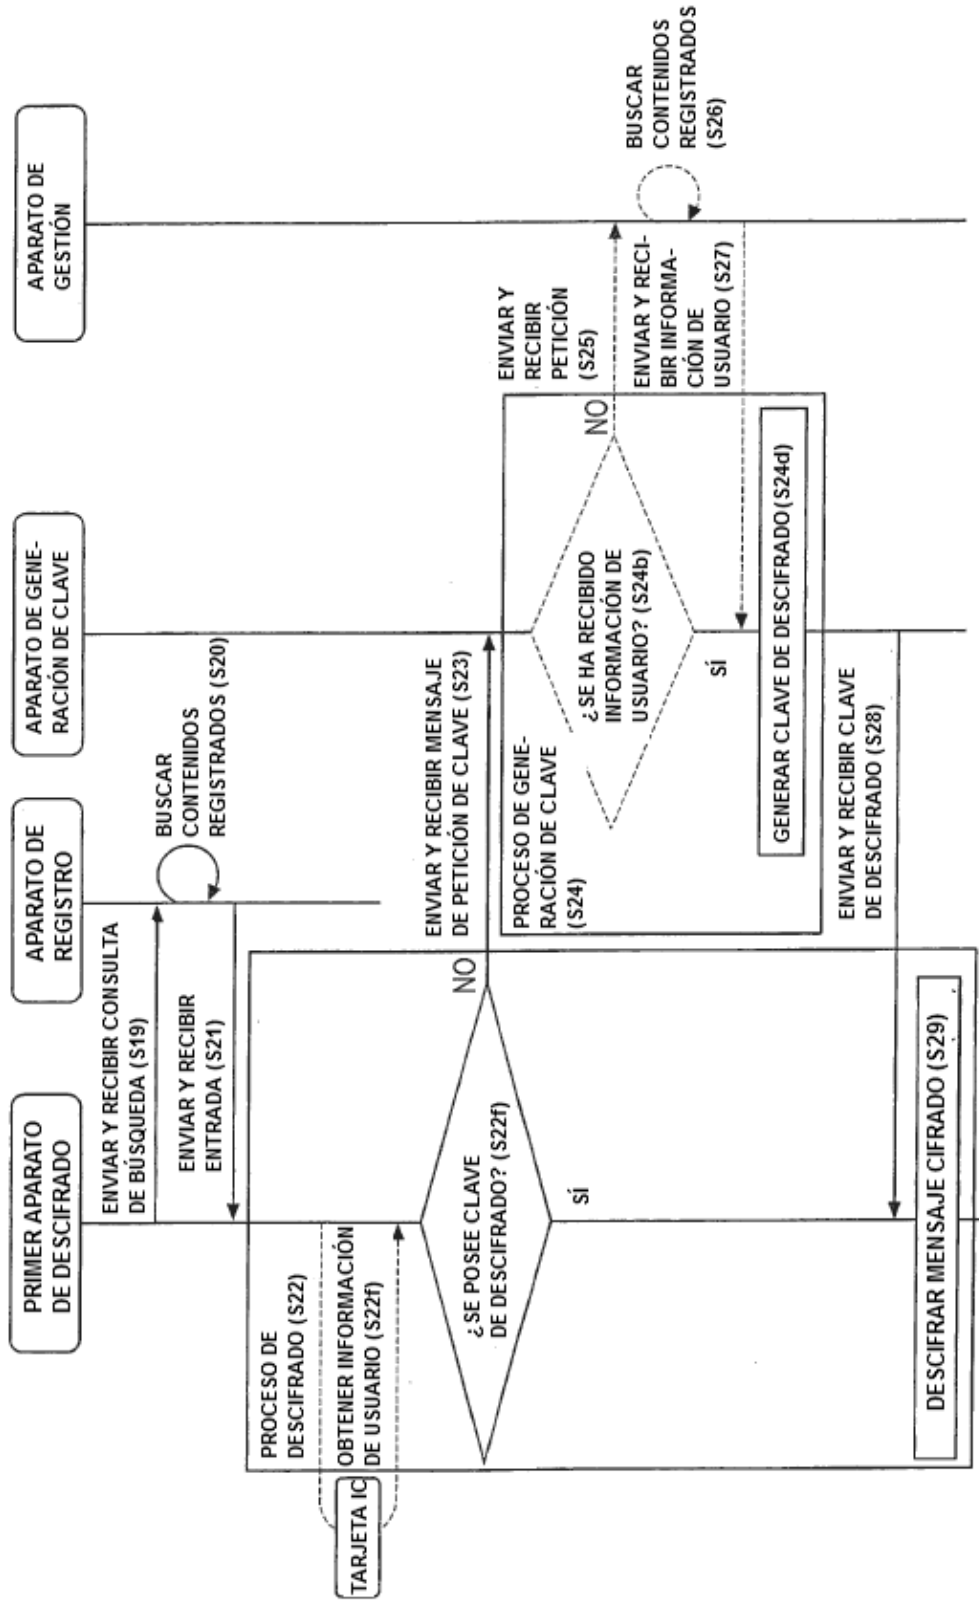 PRIMER APARATO
DE DESCIFRADO
APARATO DE
REGISTRO
APARATO DE GENE-
RACIÓN DE CLAVE
APARATO DE
GESTIÓN
ENVIAR Y RECIBIR CONSULTA
DE BÚSQUEDA (S19)
BUSCAR
CONTENIDOS
REGISTRADOS (S20)
ENVIAR Y RECIBIR
ENTRADA (S21)
PROCESO DE
DESCIFRADO (S22)
TARJETA IC
OBTENER INFORMACIÓN
DE USUARIO (S22f)
¿SE POSEE CLAVE
DE DESCIFRADO? (S22f)
NO
SÍ
ENVIAR Y RECIBIR MENSAJE
DE PETICIÓN DE CLAVE (S23)
PROCESO DE GENE-
RACIÓN DE CLAVE
(S24)
¿SE HA RECIBIDO
INFORMACIÓN DE
USUARIO? (S24b)
NO
SÍ
ENVIAR Y
RECIBIR
PETICIÓN
(S25)
BUSCAR
CONTENIDOS
REGISTRADOS
(S26)
ENVIAR Y RECI-
BIR INFORMA-
CIÓN DE
USUARIO (S27)
GENERAR CLAVE DE DESCIFRADO(S24d)
ENVIAR Y RECIBIR CLAVE
DE DESCIFRADO (S28)
DESCIFRAR MENSAJE CIFRADO (S29)